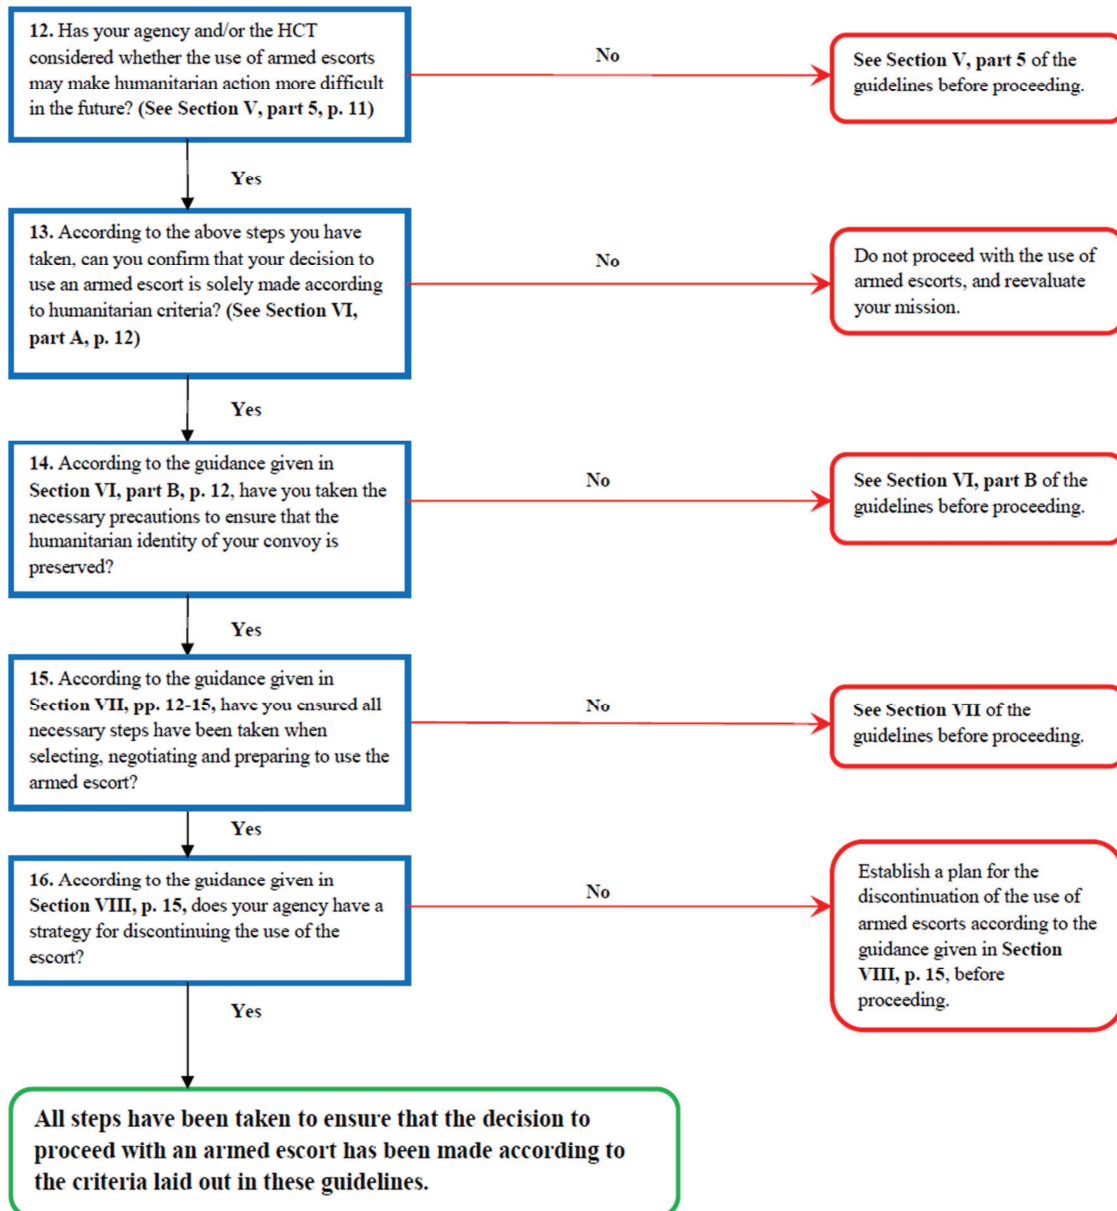 12. Has your agency and/or the HCT
considered whether the use of armed escorts
may make humanitarian action more difficult
in the future? (See Section V, part 5, p. 11)
No
See Section V, part 5 of the
guidelines before proceeding.
Yes
13. According to the above steps you have
taken, can you confirm that your decision to
use an armed escort is solely made according
to humanitarian criteria? (See Section VI,
part A, p. 12)
No
Do not proceed with the use of
armed escorts, and reevaluate
your mission.
Yes
14. According to the guidance given in
Section VI, part B, p. 12, have you taken the
necessary precautions to ensure that the
humanitarian identity of your convoy is
preserved?
No
See Section VI, part B of the
guidelines before proceeding.
Yes
15. According to the guidance given in
Section VII, pp. 12-15, have you ensured all
necessary steps have been taken when
selecting, negotiating and preparing to use the
armed escort?
No
See Section VII of the
guidelines before proceeding.
Yes
16. According to the guidance given in
Section VIII, p. 15, does your agency have a
strategy for discontinuing the use of the
escort?
No
Establish a plan for the
discontinuation of the use of
armed escorts according to the
guidance given in Section
VIII, p. 15, before
proceeding.
Yes
All steps have been taken to ensure that the decision to
proceed with an armed escort has been made according to
the criteria laid out in these guidelines.